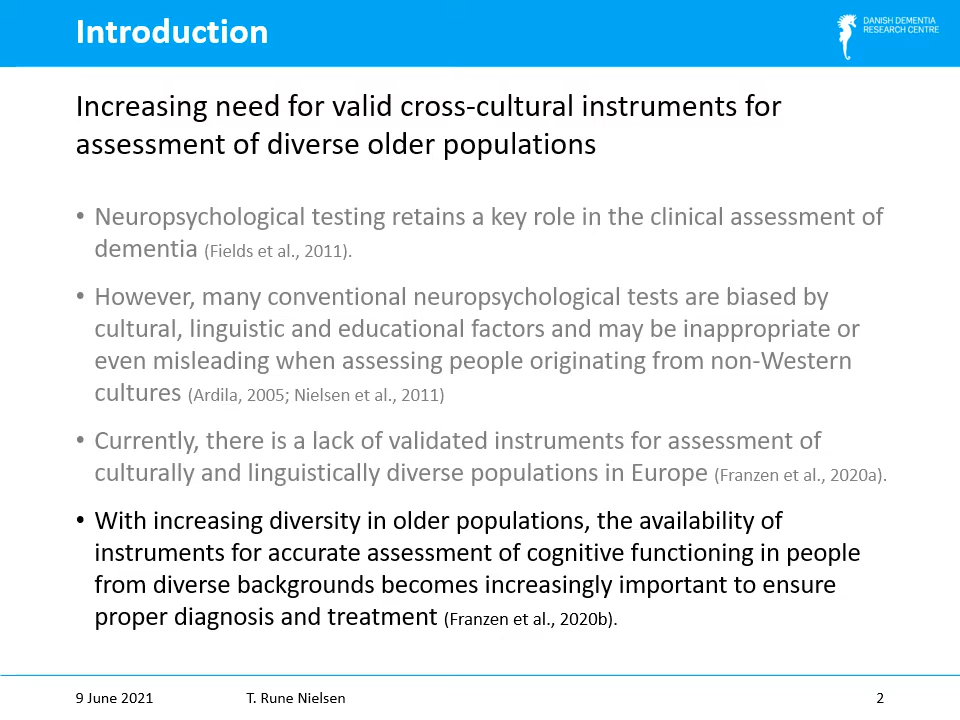 Introduction
DANISH DEMENTIA
RESEARCH CENTRE
Increasing need for valid cross-cultural instruments for
assessment of diverse older populations
• Neuropsychological testing retains a key role in the clinical assessment of
dementia (Fields et al., 2011).
• However, many conventional neuropsychological tests are biased by
cultural, linguistic and educational factors and may be inappropriate or
even misleading when assessing people originating from non-Western
cultures (Ardila, 2005; Nielsen et al., 2011)
• Currently, there is a lack of validated instruments for assessment of
culturally and linguistically diverse populations in Europe (Franzen et al., 2020a).
• With increasing diversity in older populations, the availability of
instruments for accurate assessment of cognitive functioning in people
from diverse backgrounds becomes increasingly important to ensure
proper diagnosis and treatment (Franzen et al., 2020b).
9 June 2021 T. Rune Nielsen 2